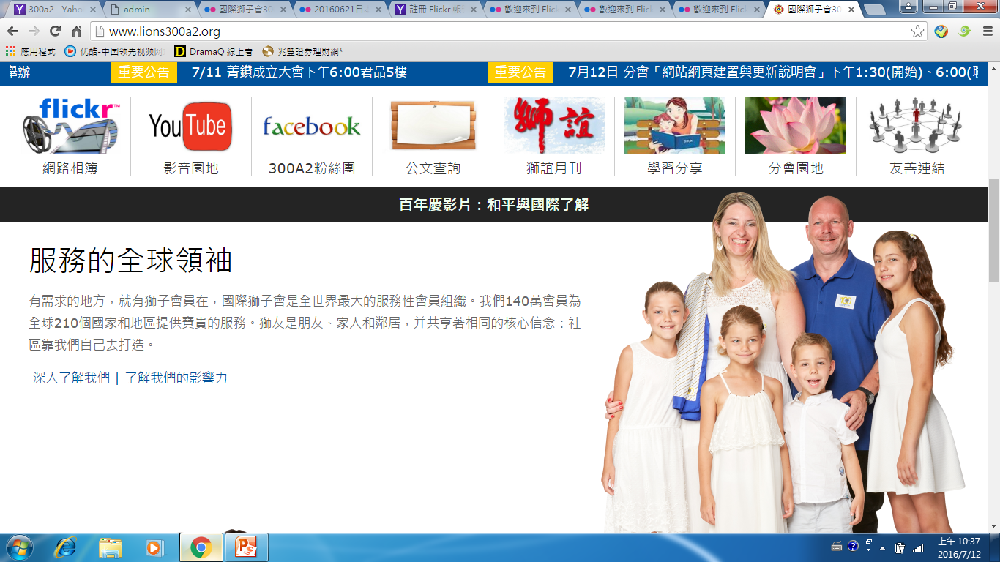 300a2 - Yaho
admin
國際獅子會30
20160621日本
註冊 Flickr 帳
歡迎來到 Flick
歡迎來到 Flick
歡迎來到 Flick
國際獅子會30
www.lions300a2.org
應用程式
优酷-中国领先视频网
DramaQ 線上看
兆豐證券理財網*
舉辦
重要公告
7/11 菁鑽成立大會下午6:00君品5樓
重要公告
7月12日 分會「網站網頁建置與更新說明會」下午1:30(開始)、6:00(
flickr™
You Tube
facebook
獅誼
BOOK
網路相簿
影音園地
300A2粉絲團
公文查詢
獅誼月刊
學習分享
分會園地
友善連結
百年慶影片：和平與國際了解
服務的全球領袖
有需求的地方，就有獅子會員在，國際獅子會是全世界最大的服務性會員組織。我們140萬會員為
全球210個國家和地區提供寶貴的服務。獅友是朋友、家人和鄰居，并共享著相同的核心信念：社
區靠我們自己去打造。
深入了解我們 | 了解我們的影響力
上午 10:37
2016/7/12